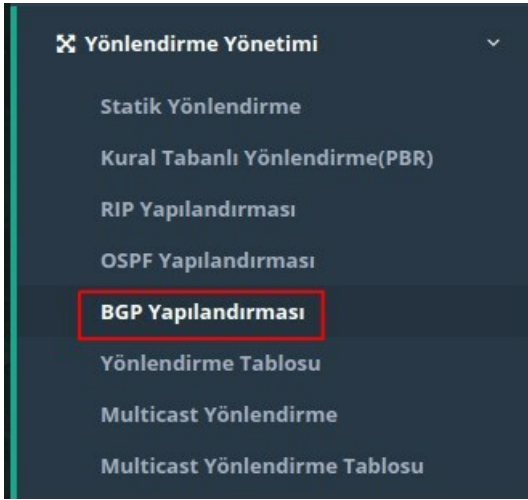 Yönlendirme Yönetimi
Statik Yönlendirme
Kural Tabanlı Yönlendirme(PBR)
RIP Yapılandırması
OSPF Yapılandırması
BGP Yapılandırması
Yönlendirme Tablosu
Multicast Yönlendirme
Multicast Yönlendirme Tablosu